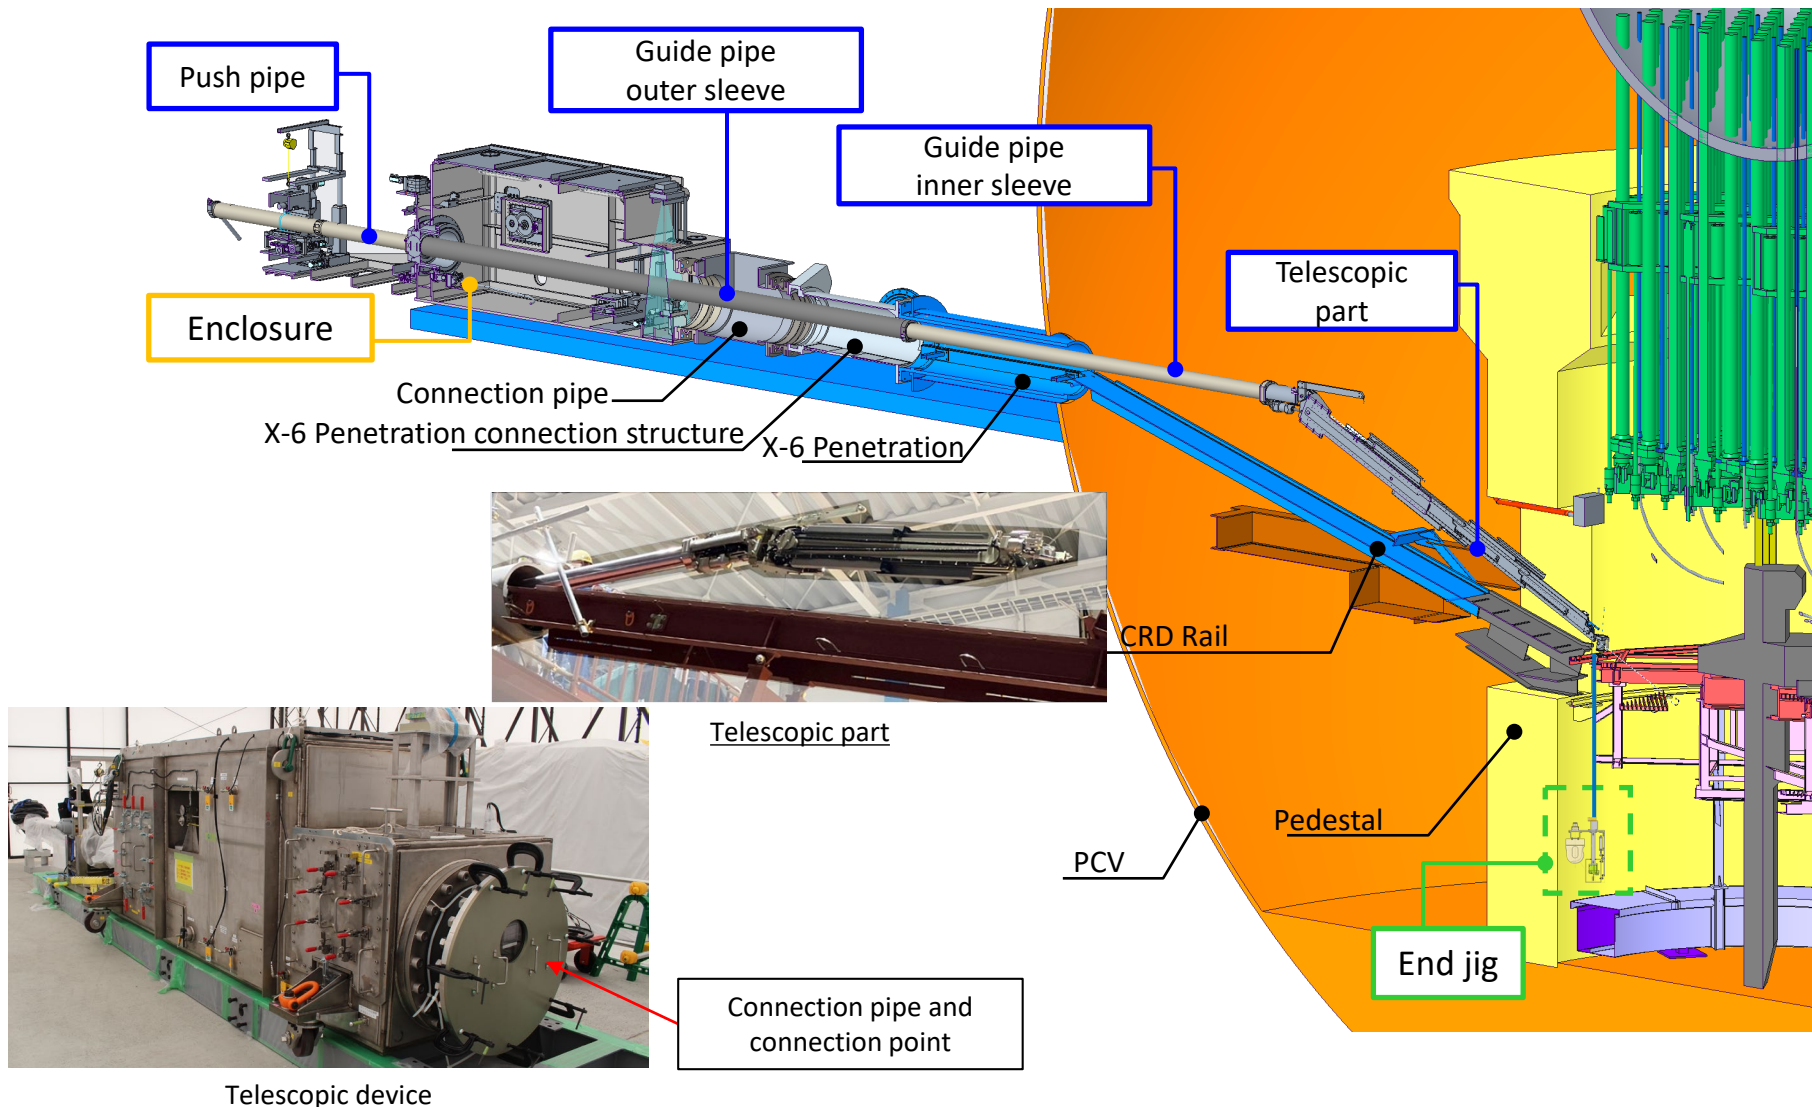 Push pipe
Guide pipe
outer sleeve
Guide pipe
inner sleeve
Telescopic
part
Enclosure
Connection pipe
X-6 Penetration connection structure
X-6 Penetration
CRD Rail
Telescopic part
Pedestal
PCV
End jig
Connection pipe and
connection point
Telescopic device